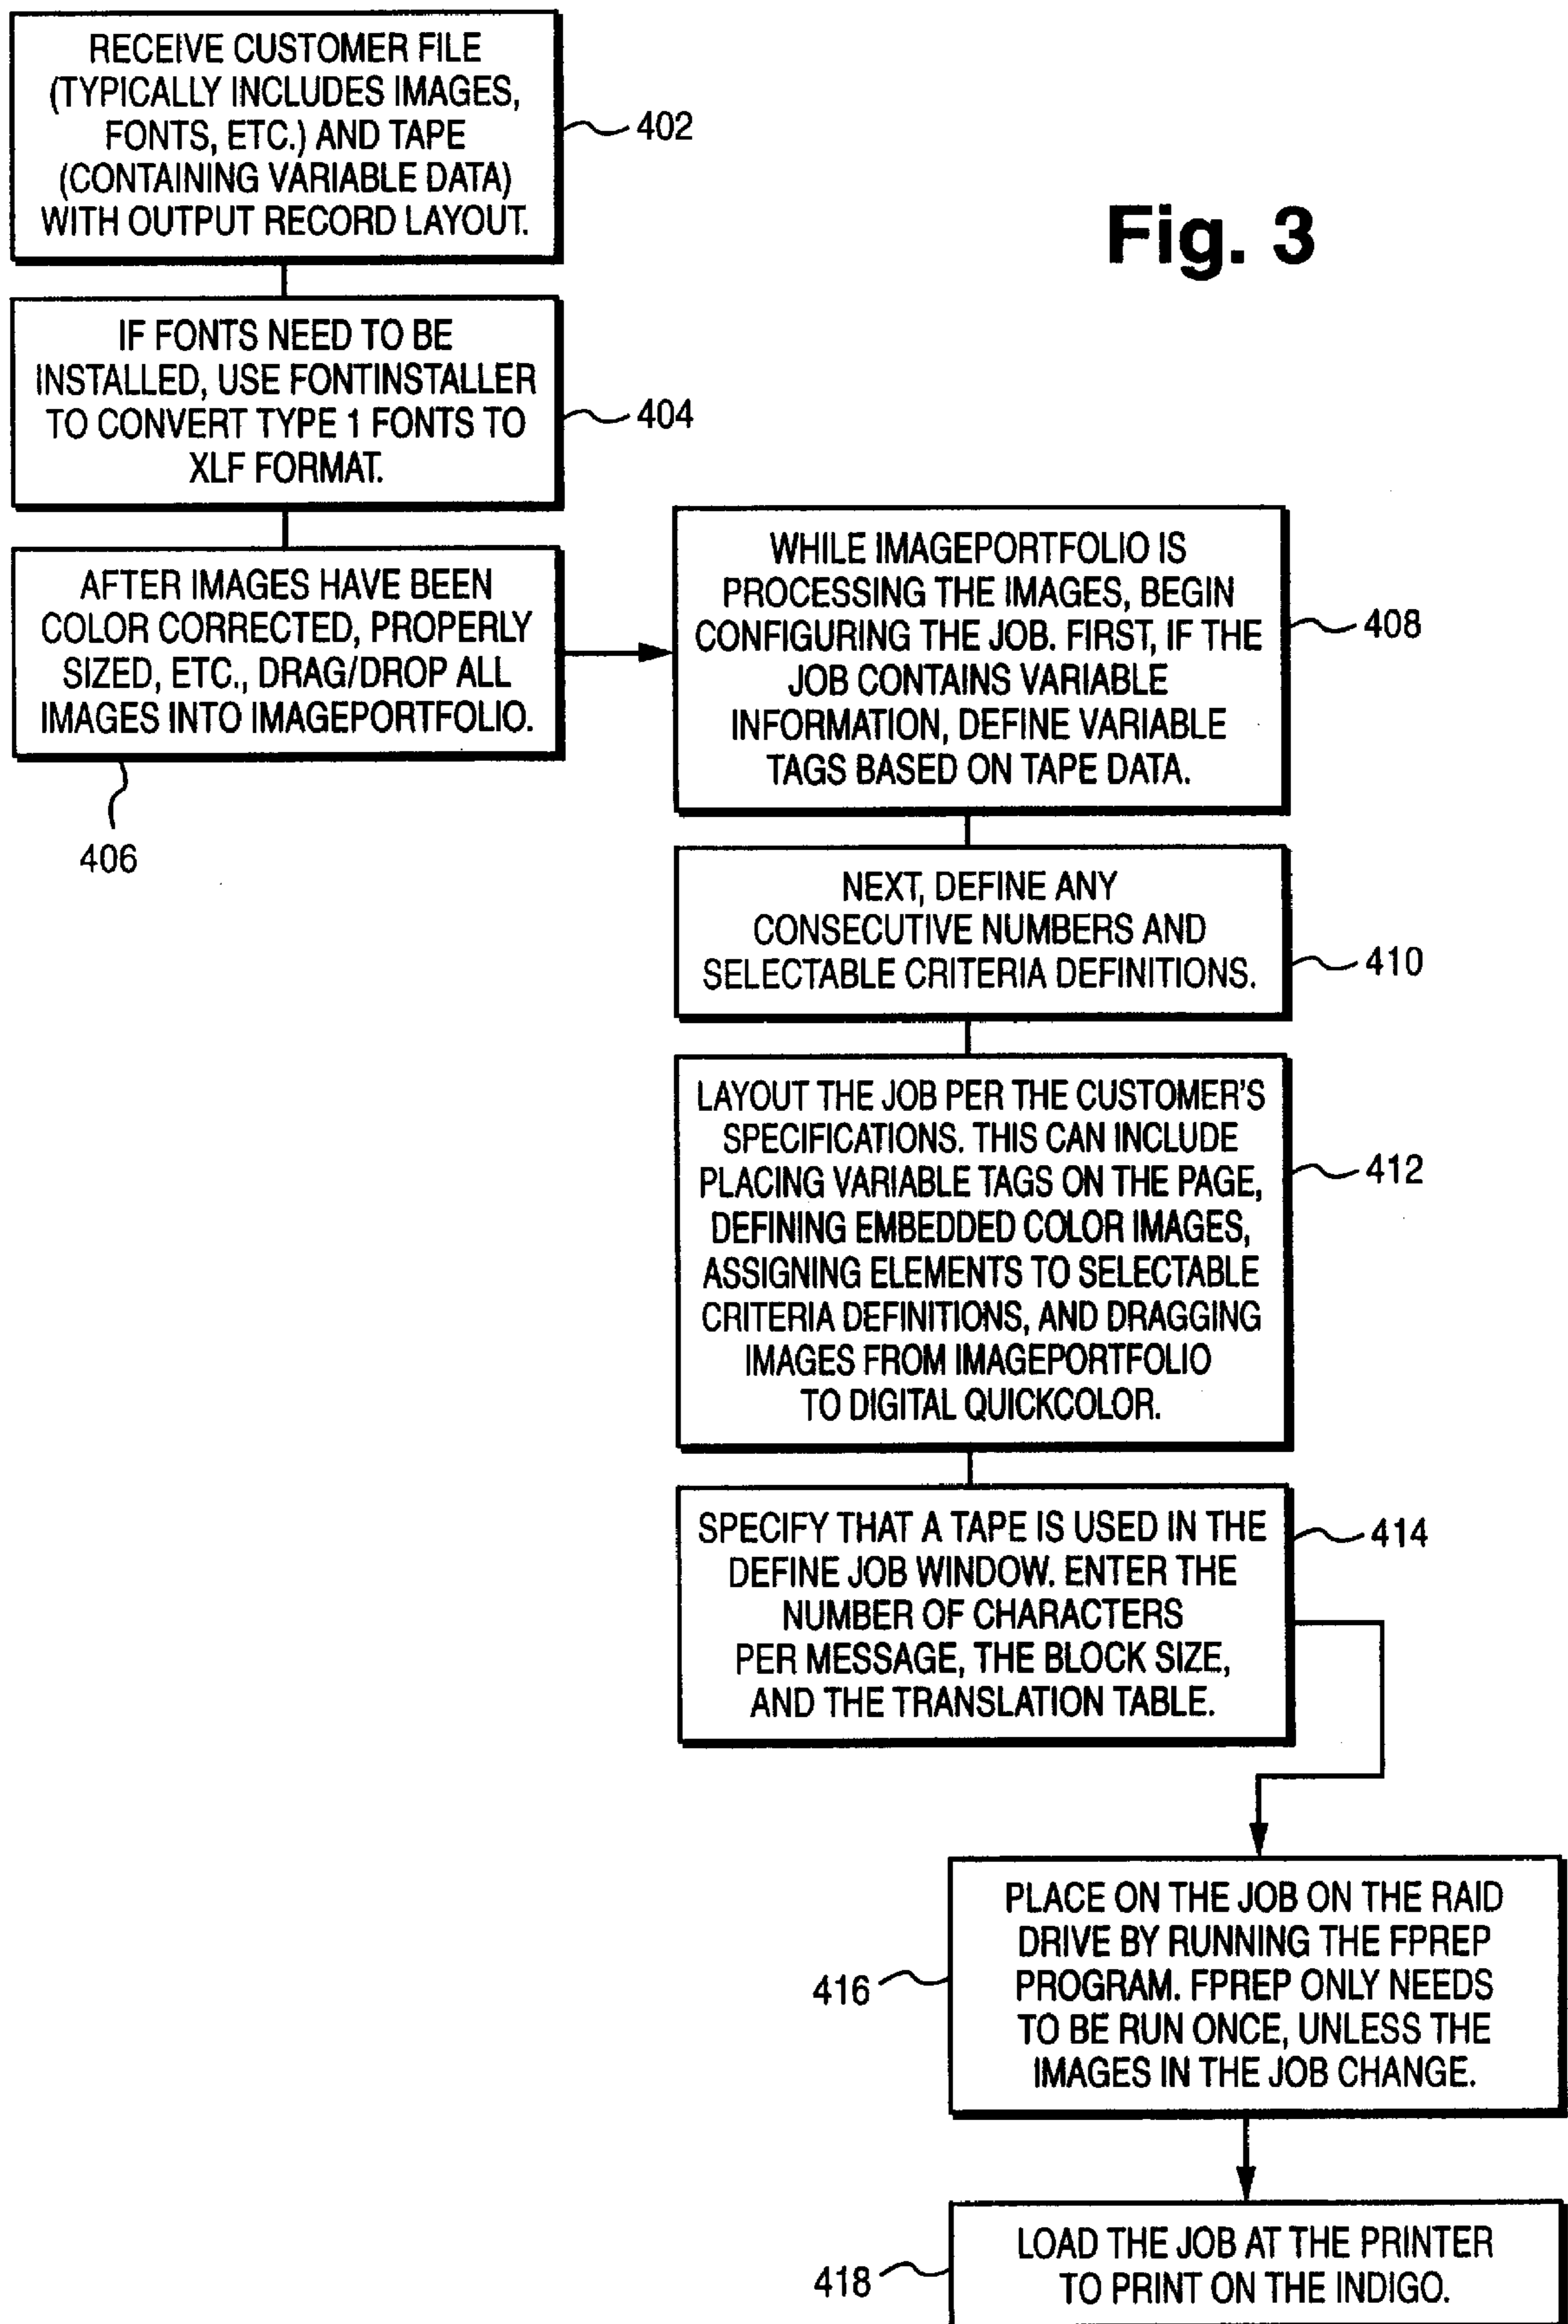 RECEIVE CUSTOMER FILE
(TYPICALLY INCLUDES IMAGES,
FONTS, ETC.) AND TAPE
(CONTAINING VARIABLE DATA)
WITH OUTPUT RECORD LAYOUT.
402
Fig. 3
IF FONTS NEED TO BE
INSTALLED, USE FONTINSTALLER
TO CONVERT TYPE 1 FONTS TO
XLF FORMAT.
404
AFTER IMAGES HAVE BEEN
COLOR CORRECTED, PROPERLY
SIZED, ETC., DRAG/DROP ALL
IMAGES INTO IMAGEPORTFOLIO.
406
WHILE IMAGEPORTFOLIO IS
PROCESSING THE IMAGES, BEGIN
CONFIGURING THE JOB. FIRST, IF THE
JOB CONTAINS VARIABLE
INFORMATION, DEFINE VARIABLE
TAGS BASED ON TAPE DATA.
408
NEXT, DEFINE ANY
CONSECUTIVE NUMBERS AND
SELECTABLE CRITERIA DEFINITIONS.
410
LAYOUT THE JOB PER THE CUSTOMER'S
SPECIFICATIONS. THIS CAN INCLUDE
PLACING VARIABLE TAGS ON THE PAGE,
DEFINING EMBEDDED COLOR IMAGES,
ASSIGNING ELEMENTS TO SELECTABLE
CRITERIA DEFINITIONS, AND DRAGGING
IMAGES FROM IMAGEPORTFOLIO
TO DIGITAL QUICKCOLOR.
412
SPECIFY THAT A TAPE IS USED IN THE
DEFINE JOB WINDOW. ENTER THE
NUMBER OF CHARACTERS
PER MESSAGE, THE BLOCK SIZE,
AND THE TRANSLATION TABLE.
414
PLACE ON THE JOB ON THE RAID
DRIVE BY RUNNING THE FPREP
PROGRAM. FPREP ONLY NEEDS
TO BE RUN ONCE, UNLESS THE
IMAGES IN THE JOB CHANGE.
416
LOAD THE JOB AT THE PRINTER
TO PRINT ON THE INDIGO.
418